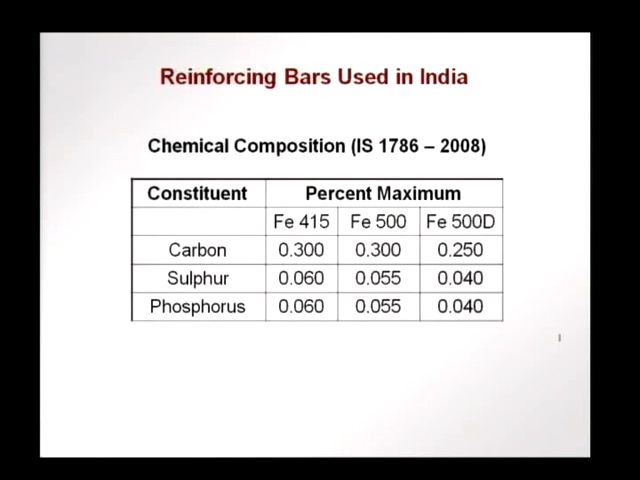 Reinforcing Bars Used in India
Chemical Composition (IS 1786 – 2008)
Constituent Percent Maximum
Fe 415 Fe 500 Fe 500D
Carbon 0.300 0.300 0.250
Sulphur 0.060 0.055 0.040
Phosphorus 0.060 0.055 0.040